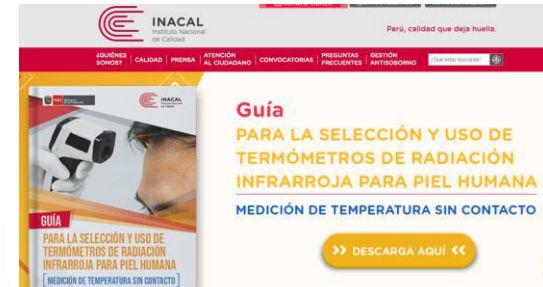 INACAL
Instituto Nacional
de Calidad
Perú, calidad que deja huella.
¿QUIÉNES SOMOS? | CALIDAD | PRENSA | ATENCIÓN AL CIUDADANO | CONVOCATORIAS | PREGUNTAS FRECUENTES | GESTIÓN ANTISOBORNO
¿Qué estás buscando?
INACAL
GUÍA
PARA LA SELECCIÓN Y USO DE
TERMÓMETROS DE RADIACIÓN
INFRARROJA PARA PIEL HUMANA
[MEDICIÓN DE TEMPERATURA SIN CONTACTO]
Guía
PARA LA SELECCIÓN Y USO DE
TERMÓMETROS DE RADIACIÓN
INFRARROJA PARA PIEL HUMANA
MEDICIÓN DE TEMPERATURA SIN CONTACTO
>> DESCARGA AQUÍ <<